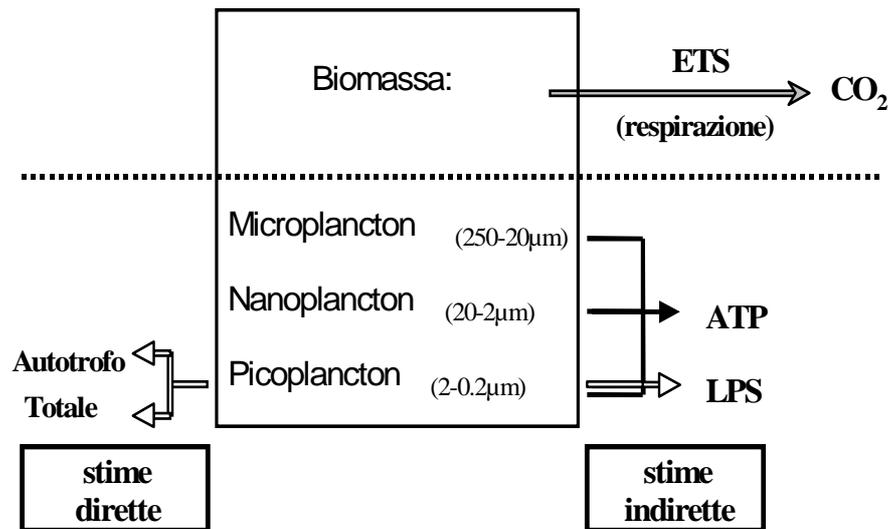 Biomassa:
ETS
(respirazione)
CO2
Microplancton (250-20µm)
Nanoplancton (20-2µm)
ATP
Picoplancton (2-0.2µm)
LPS
Autotrofo
Totale
stime
dirette
stime
indirette